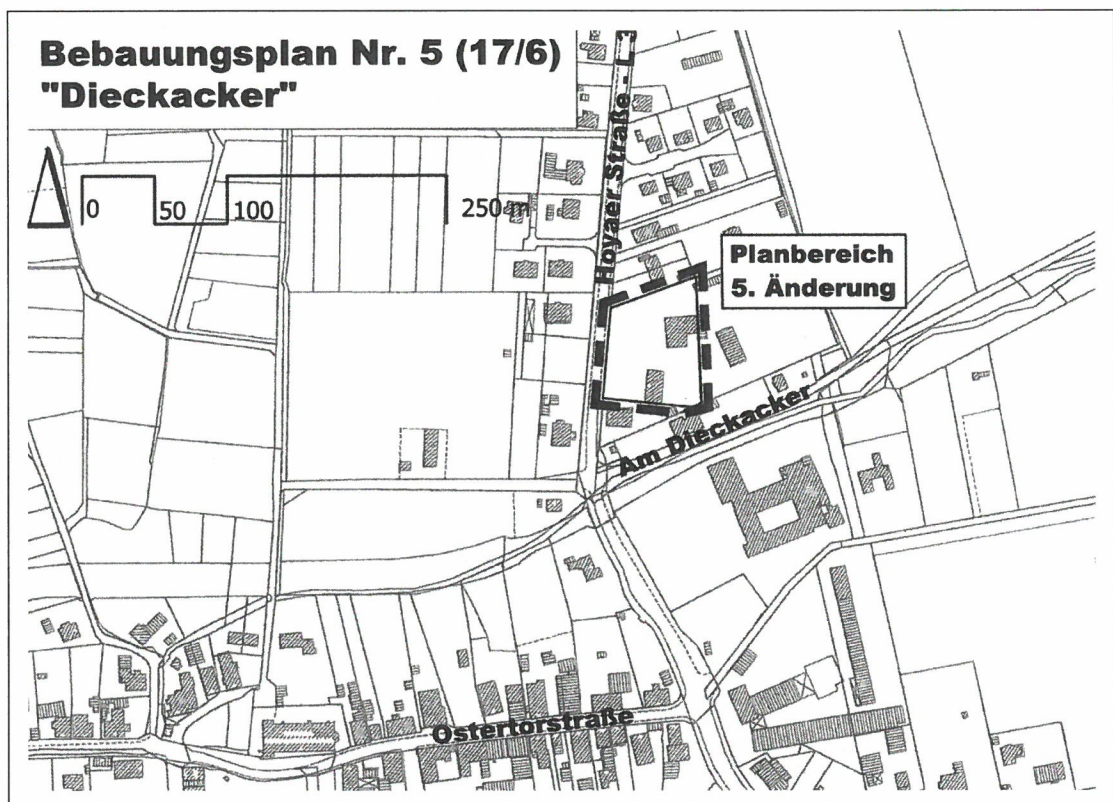 Bebauungsplan Nr. 5 (17/6)
"Dieckacker"
0 50 100 250 m
Hoyaer Straße -
Planbereich
5. Änderung
Am Dieckacker
Ostertorstraße